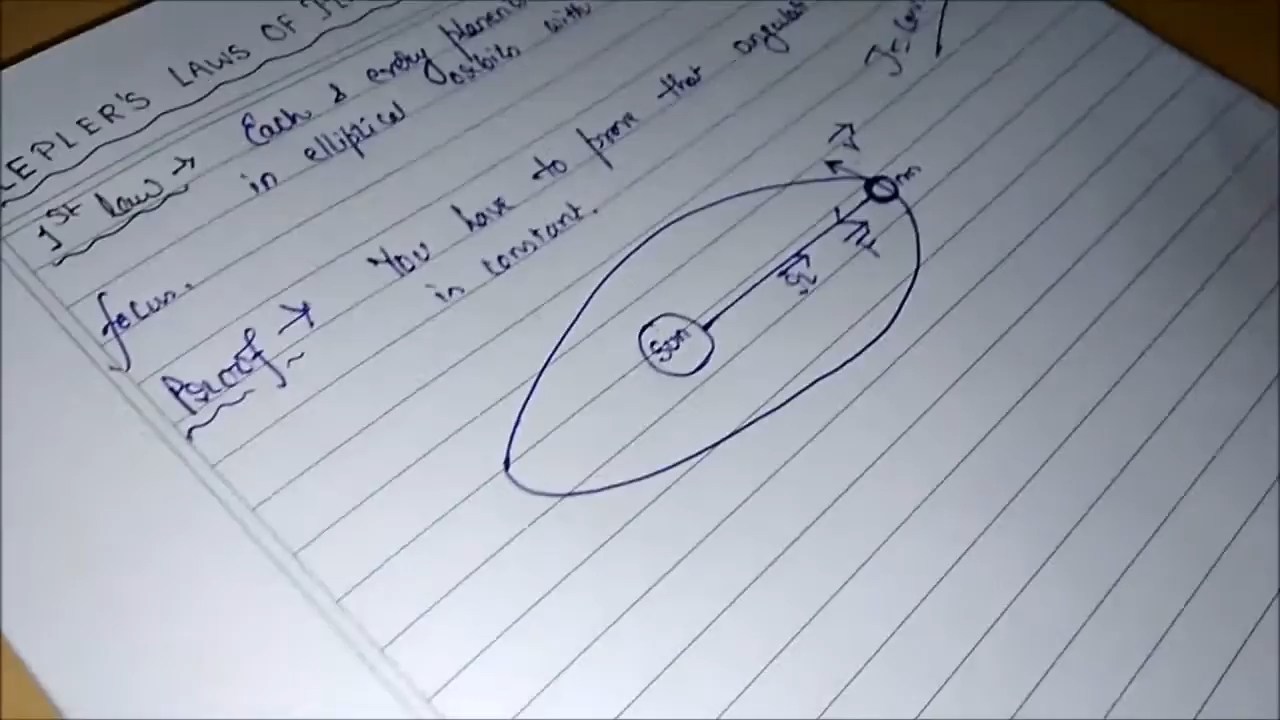 KEPLER'S LAWS OF
1ST Law → Each & every
in elliptical orbits with
focus.
Proof → You have to prove that angular
is constant.
V
m
F
r
Sun